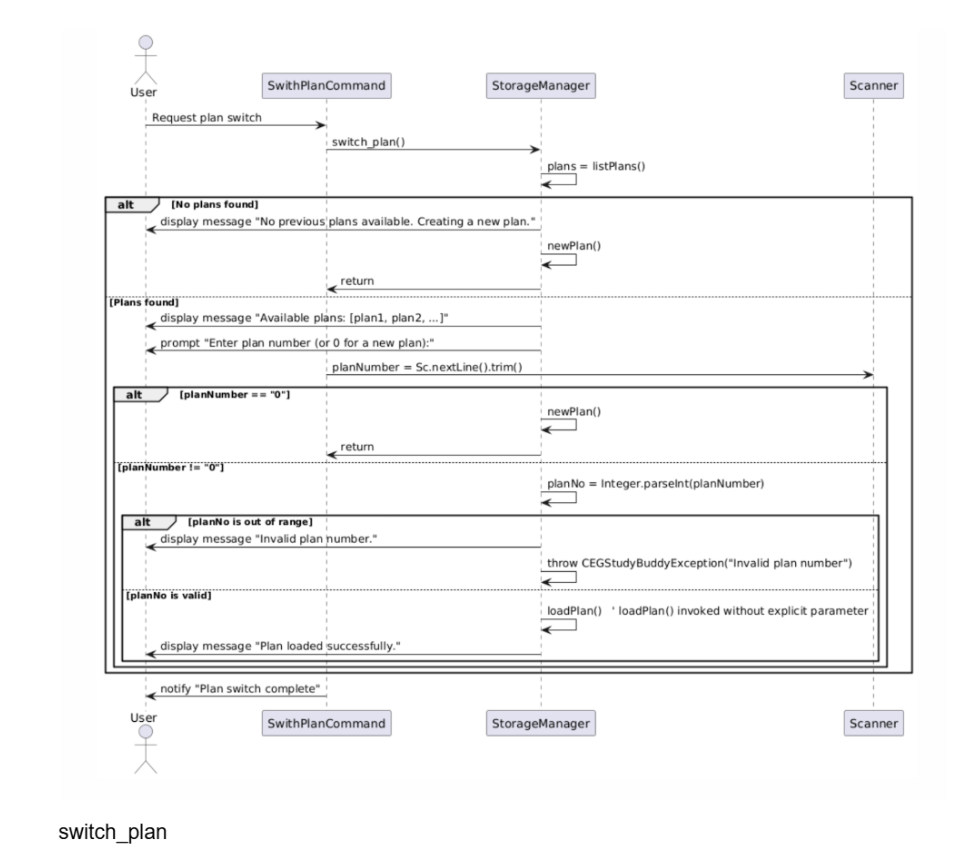 User
SwithPlanCommand
StorageManager
Scanner
Request plan switch
switch_plan()
plans = listPlans()
alt [No plans found]
display message "No previous plans available. Creating a new plan."
newPlan()
return
[Plans found]
display message "Available plans: [plan1, plan2, ...]"
prompt "Enter plan number (or 0 for a new plan):"
planNumber = Sc.nextLine().trim()
alt [planNumber == "0"]
newPlan()
return
[planNumber != "0"]
planNo = Integer.parseInt(planNumber)
alt [planNo is out of range]
display message "Invalid plan number."
throw CEGStudyBuddyException("Invalid plan number")
[planNo is valid]
loadPlan() ' loadPlan() invoked without explicit parameter
display message "Plan loaded successfully."
notify "Plan switch complete"
User
SwithPlanCommand
StorageManager
Scanner
switch_plan